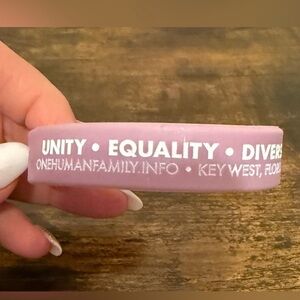 UNITY • EQUALITY • DIVERS
ONEHUMANFAMILY.INFO • KEY WEST, FLOR